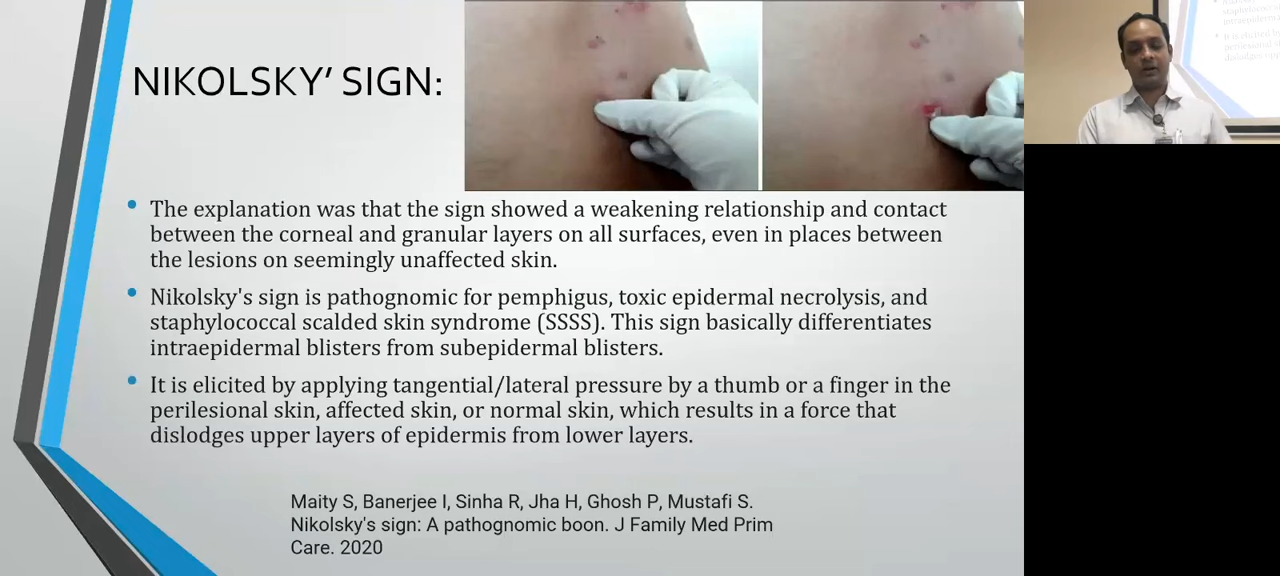 NIKOLSKY' SIGN:
The explanation was that the sign showed a weakening relationship and contact
between the corneal and granular layers on all surfaces, even in places between
the lesions on seemingly unaffected skin.
Nikolsky's sign is pathognomic for pemphigus, toxic epidermal necrolysis, and
staphylococcal scalded skin syndrome (SSSS). This sign basically differentiates
intraepidermal blisters from subepidermal blisters.
It is elicited by applying tangential/lateral pressure by a thumb or a finger in the
perilesional skin, affected skin, or normal skin, which results in a force that
dislodges upper layers of epidermis from lower layers.
Maity S, Banerjee I, Sinha R, Jha H, Ghosh P, Mustafi S.
Nikolsky's sign: A pathognomic boon. J Family Med Prim
Care. 2020